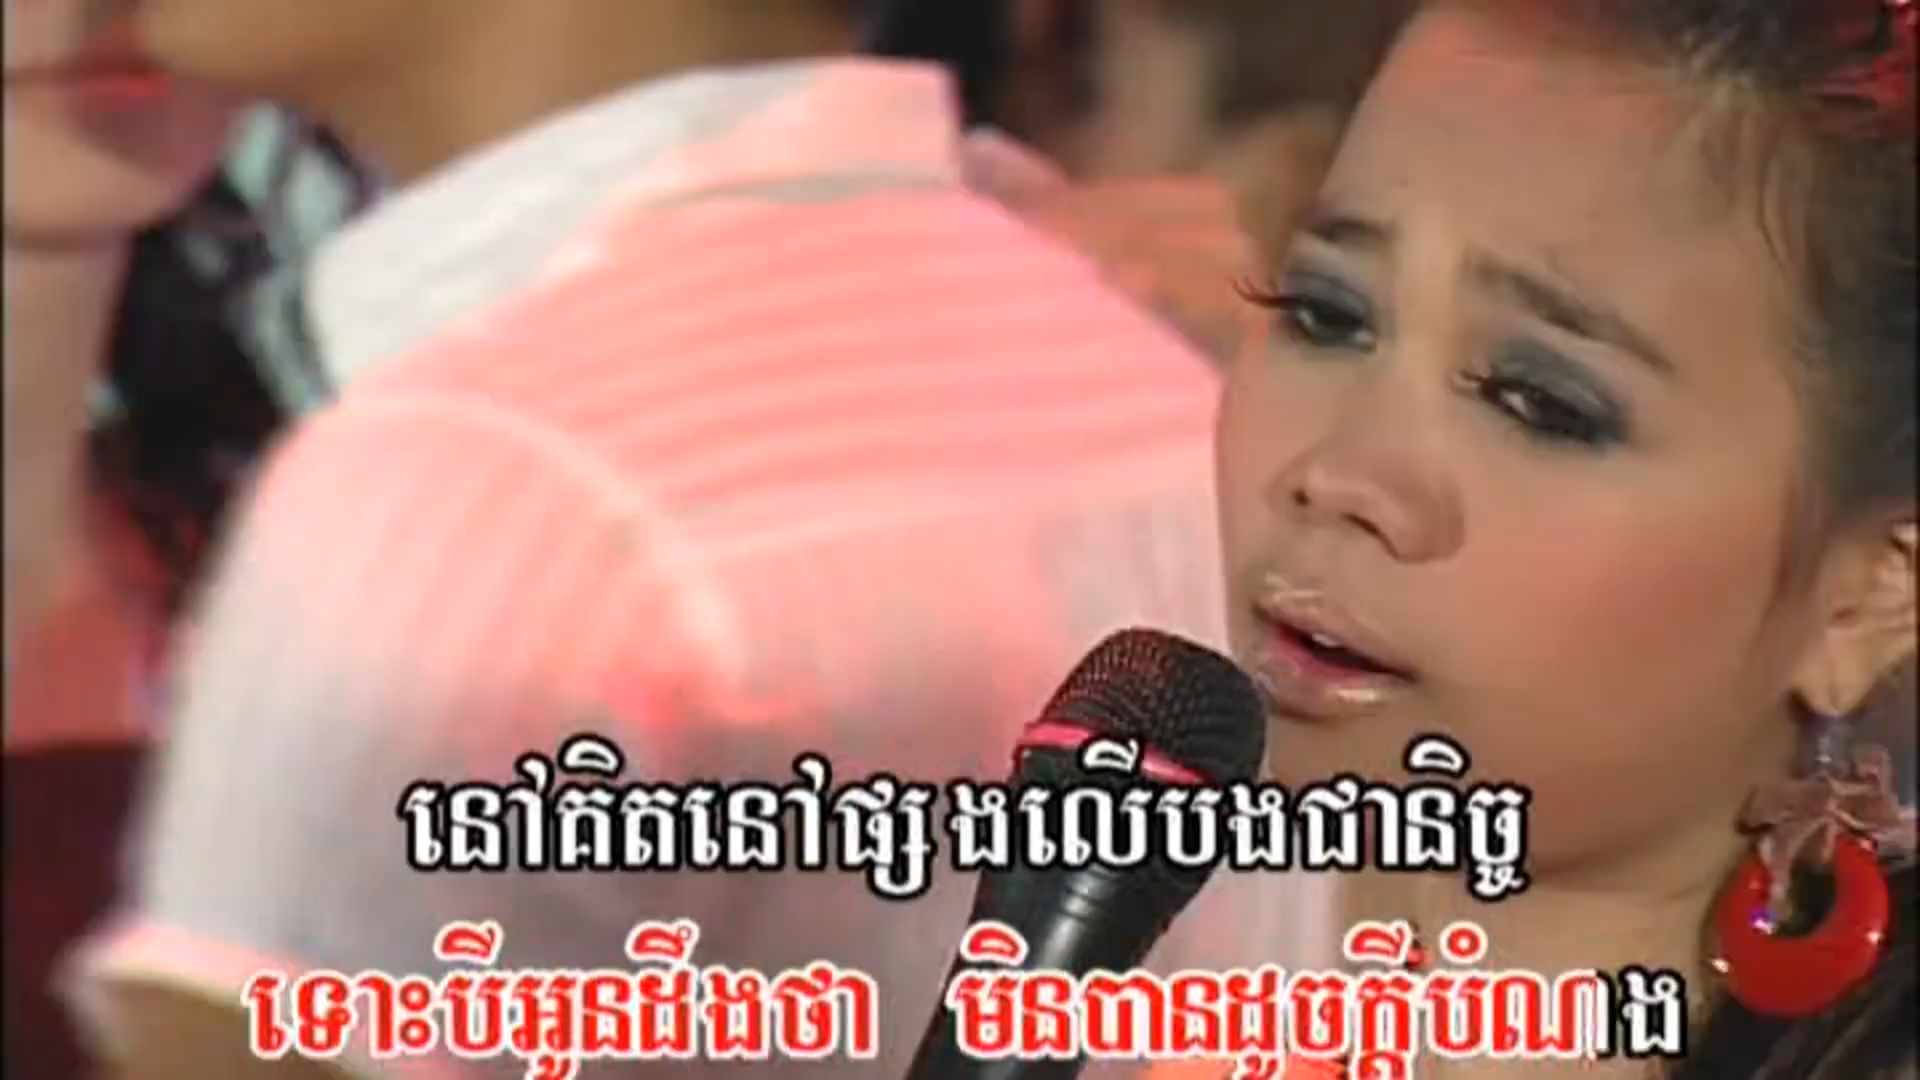 នៅគិតនៅផ្សងលើបងជានិច្ច
ទោះបីអូនដឹងថា មិនបានដូចក្ដីបំណង